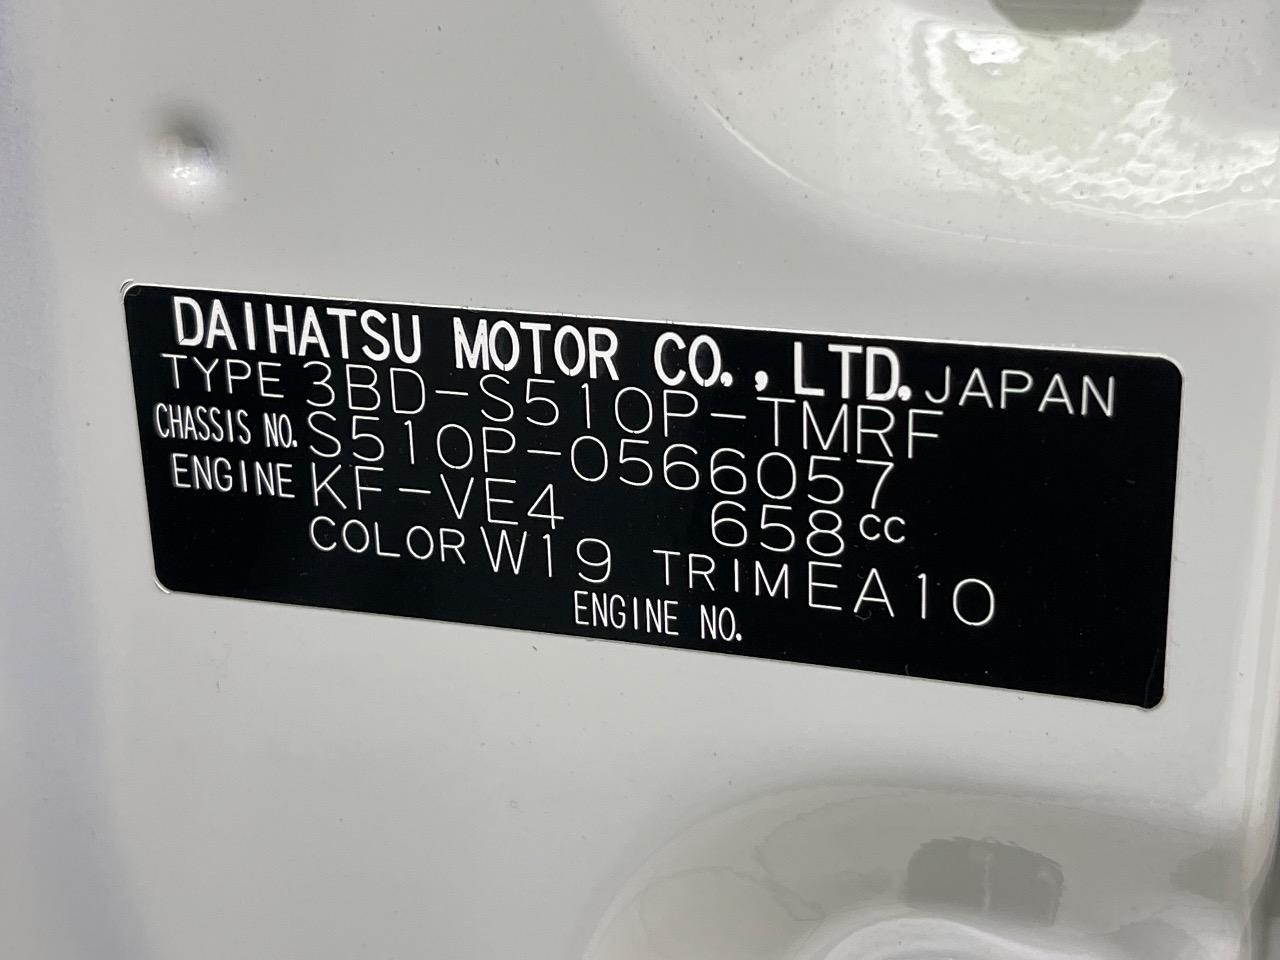 DAIHATSU MOTOR CO., LTD. JAPAN
TYPE 3BD-S510P-TMRF
CHASSIS NO. S510P-0566057
ENGINE KF-VE4 658cc
COLOR W19 TRIM EA10
ENGINE NO.